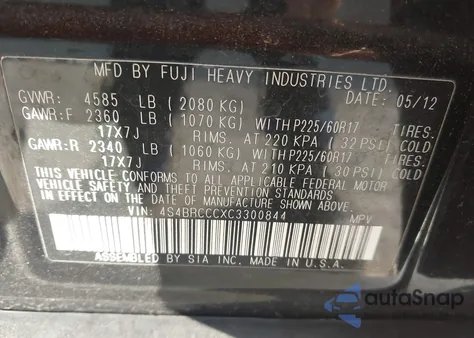 MFD BY FUJI HEAVY INDUSTRIES LTD.
GVWR: 4585 LB (2080 KG) DATE: 05/12
GAWR:F 2360 LB (1070 KG) WITH P225/60R17 TIRES.
17X7J RIMS. AT 220 KPA (32 PSI) COLD
GAWR:R 2340 LB (1060 KG) WITH P225/60R17 TIRES.
17X7J RIMS. AT 210 KPA (30 PSI) COLD
THIS VEHICLE CONFORMS TO ALL APPLICABLE FEDERAL MOTOR
VEHICLE SAFETY AND THEFT PREVENTION STANDARDS
IN EFFECT ON THE DATE OF MANUFACTURE SHOWN ABOVE.
VIN: 4S4BRCCCXC3300844 MPV
ASSEMBLED BY SIA INC. MADE IN U.S.A.
autoSnap